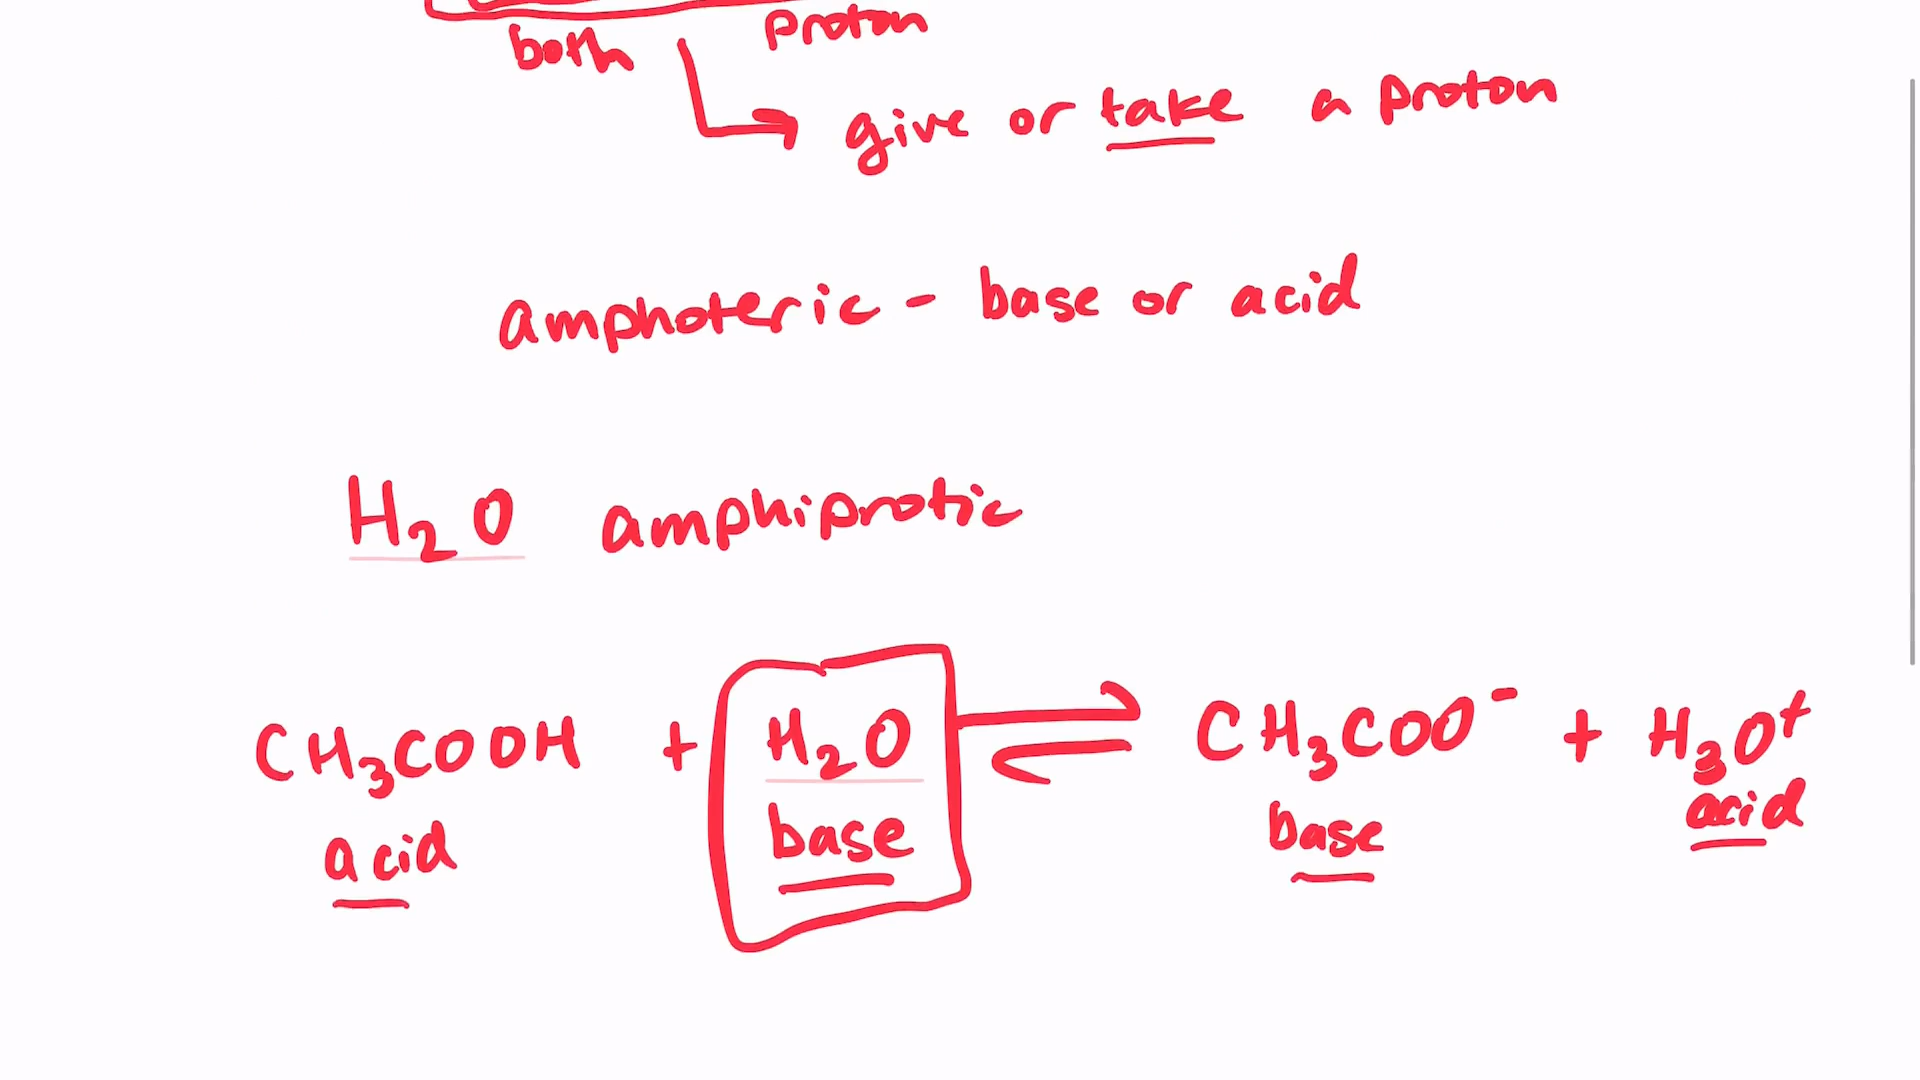 both proton
give or take a proton
amphoteric - base or acid
H₂O amphiprotic
CH₃COOH + H₂O ⇌ CH₃COO⁻ + H₃O⁺
acid base base acid